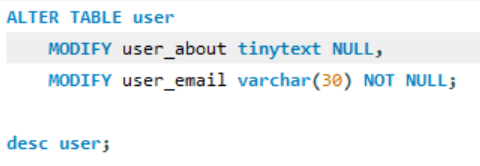 ALTER TABLE user
MODIFY user_about tinytext NULL,
MODIFY user_email varchar(30) NOT NULL;
desc user;